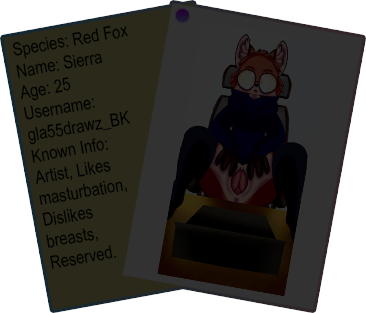 Species: Red Fox
Name: Sierra
Age: 25
Username:
gla55drawz_BK
Known Info:
Artist, Likes
masturbation,
Dislikes
breasts,
Reserved.